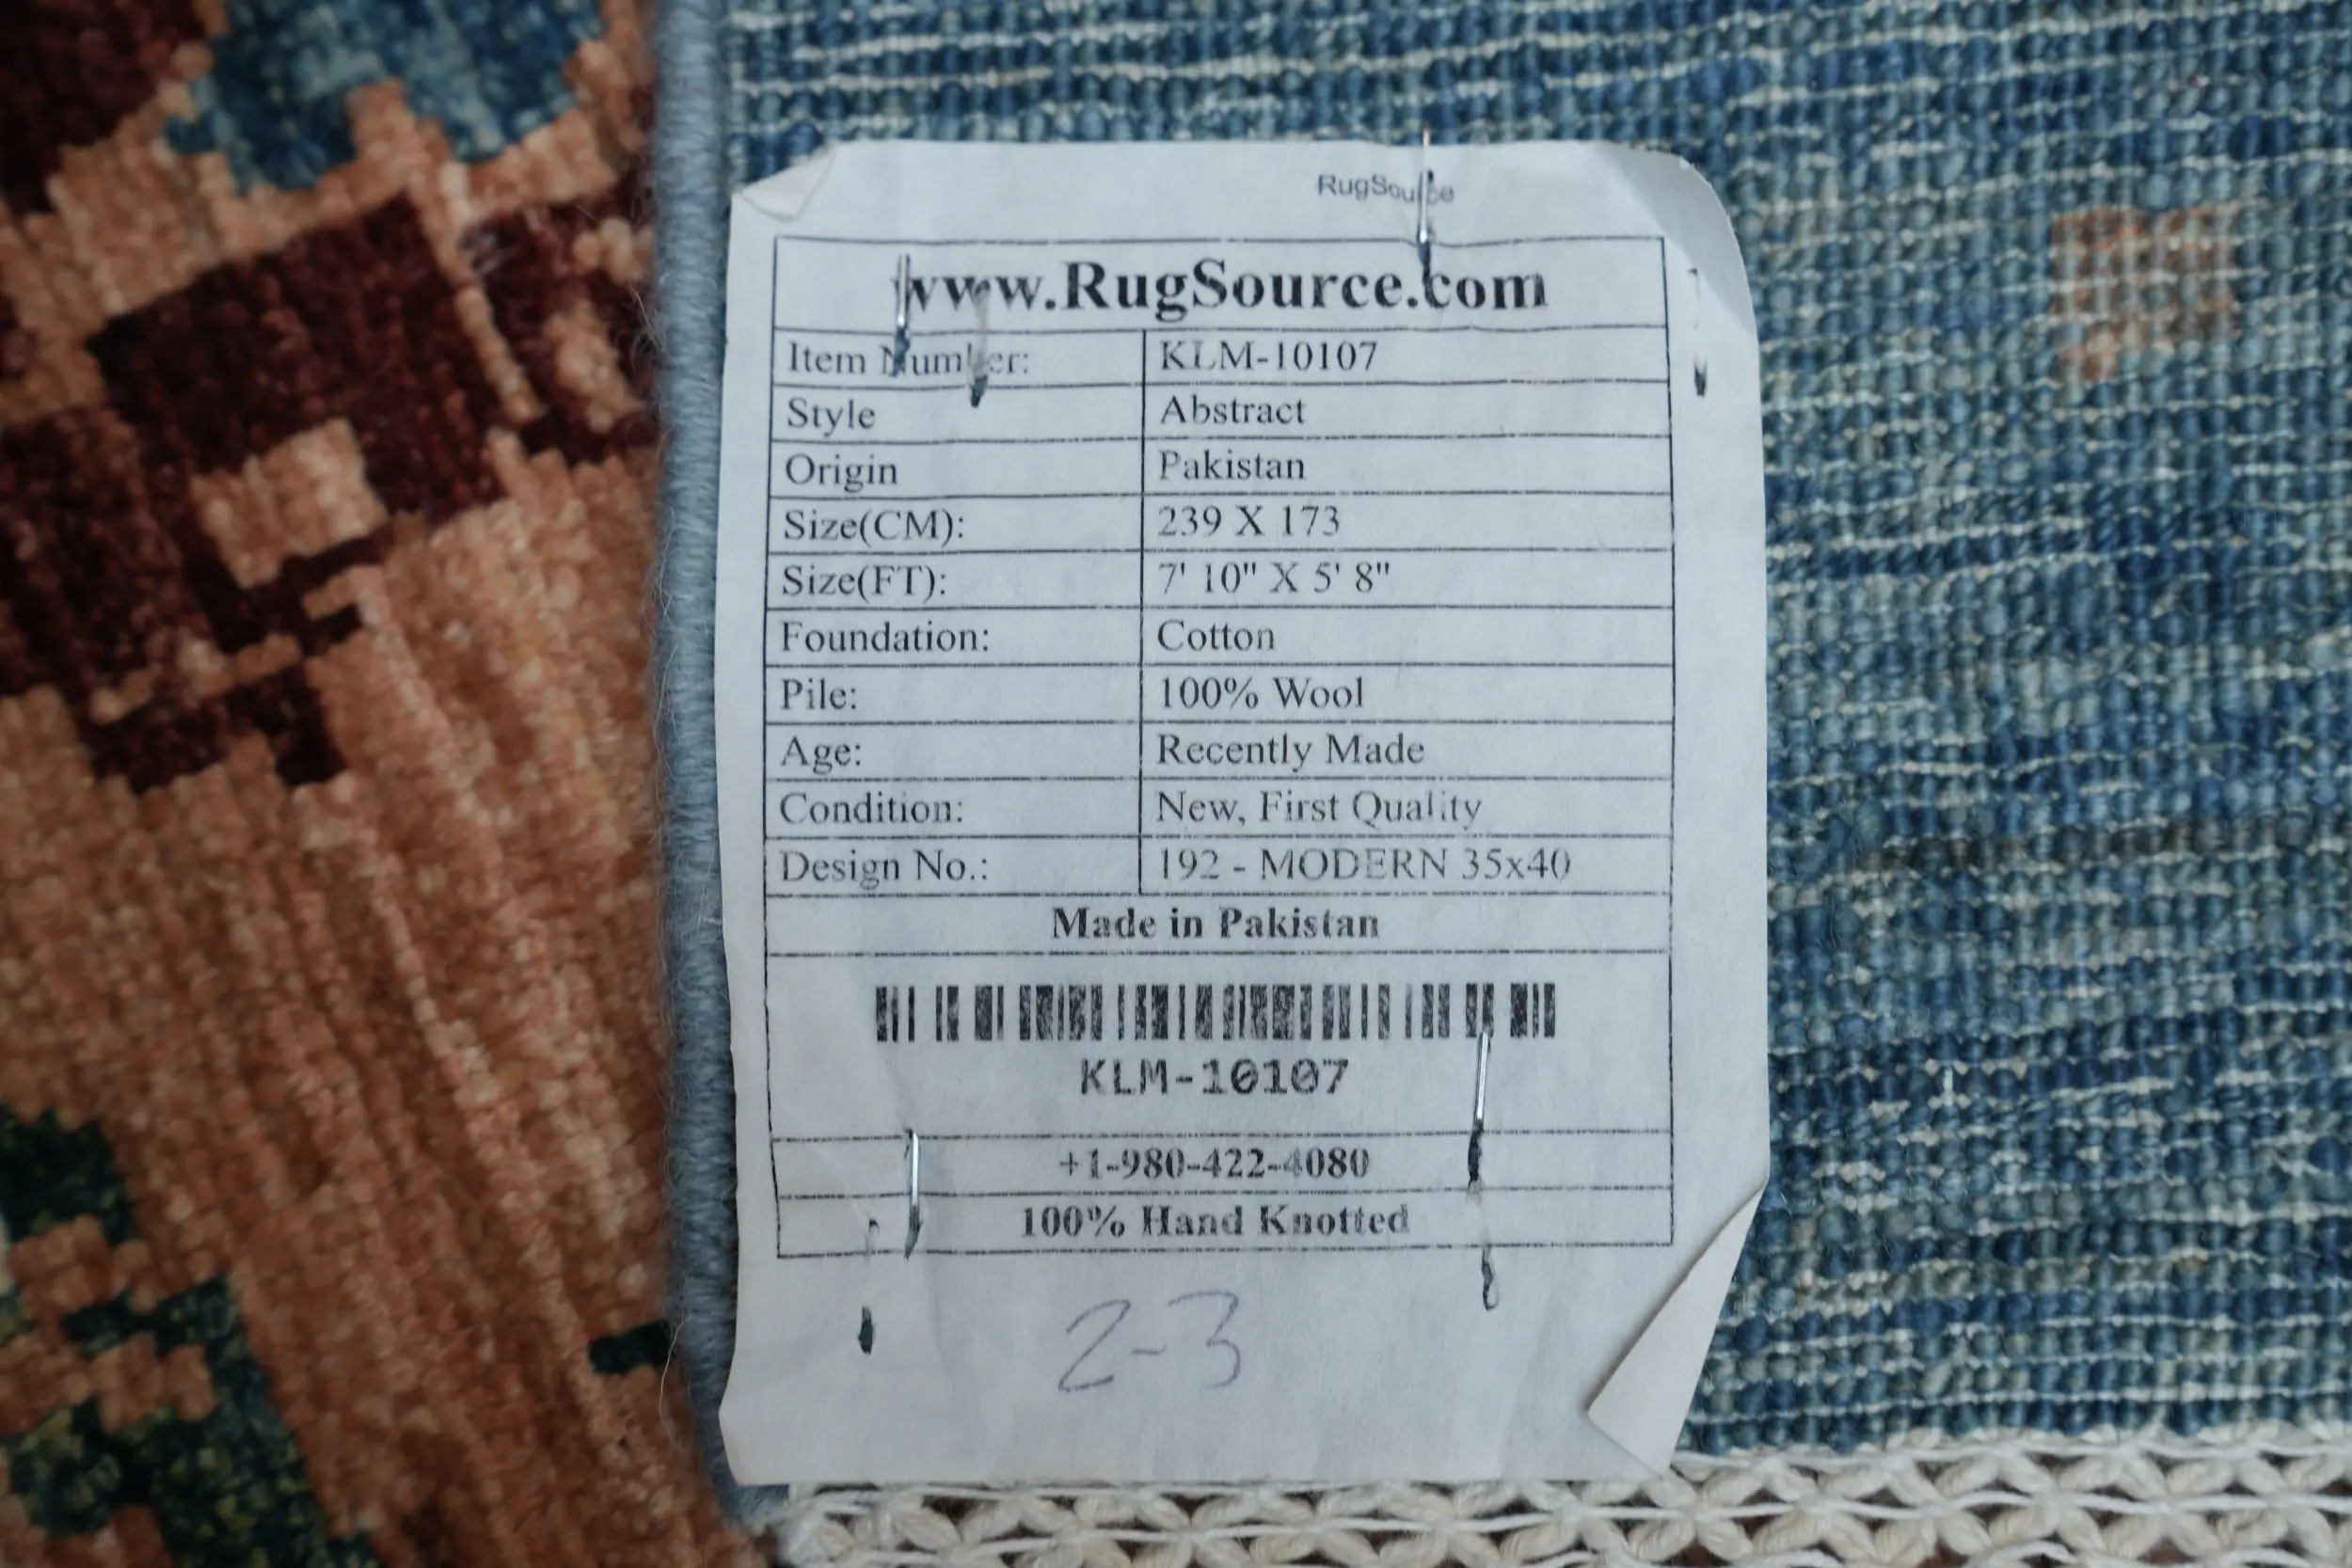 RugSource
www.RugSource.com
Item Number: KLM-10107
Style Abstract
Origin Pakistan
Size(CM): 239 X 173
Size(FT): 7' 10" X 5' 8"
Foundation: Cotton
Pile: 100% Wool
Age: Recently Made
Condition: New, First Quality
Design No.: 192 - MODERN 35x40
Made in Pakistan
KLM-10107
+1-980-422-4080
100% Hand Knotted
2-3